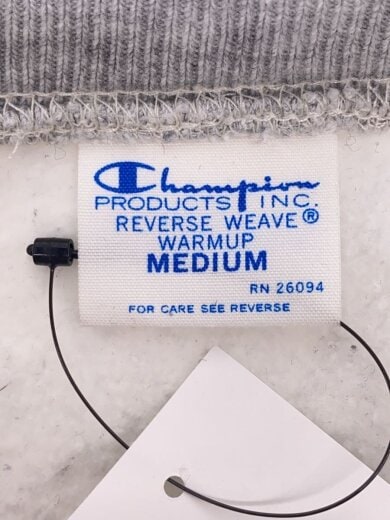 Champion
PRODUCTS INC.
REVERSE WEAVE®
WARMUP
MEDIUM
RN 26094
FOR CARE SEE REVERSE